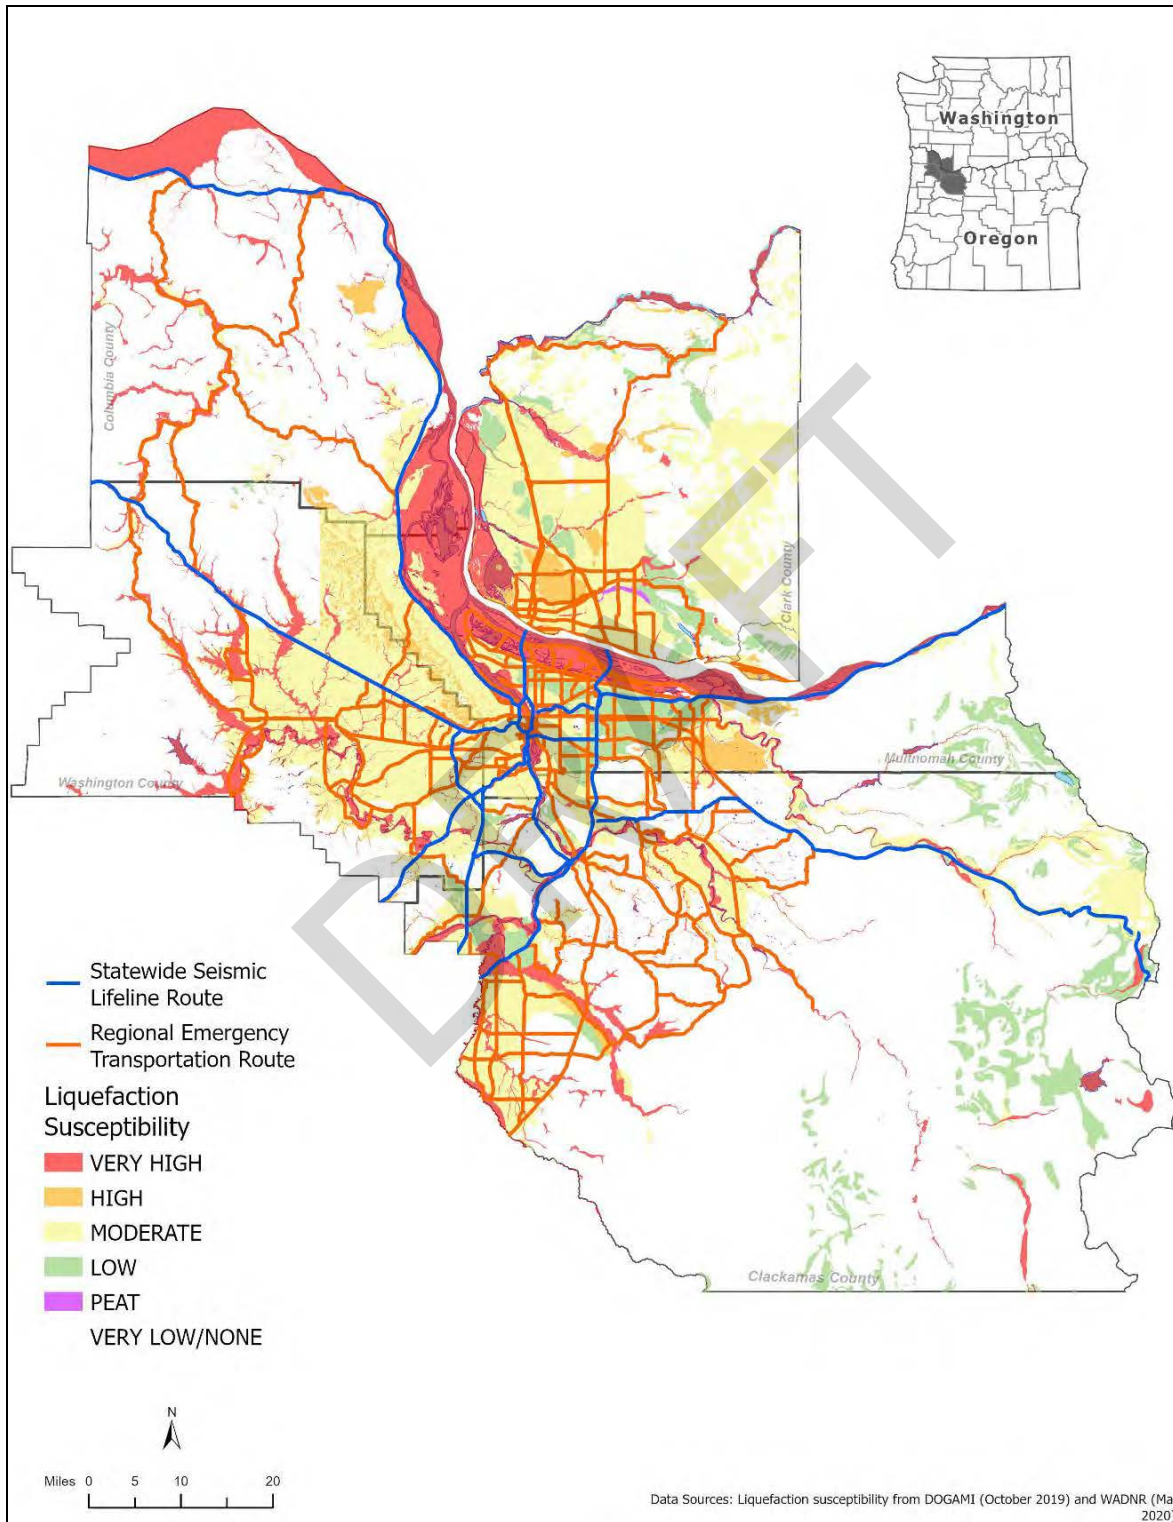 Washington
Oregon
Columbia County
Clark County
Washington County
Multnomah County
Clackamas County
DRAFT
Statewide Seismic
Lifeline Route
Regional Emergency
Transportation Route
Liquefaction
Susceptibility
VERY HIGH
HIGH
MODERATE
LOW
PEAT
VERY LOW/NONE
N
Miles 0 5 10 20
Data Sources: Liquefaction susceptibility from DOGAMI (October 2019) and WADNR (Ma
2020)